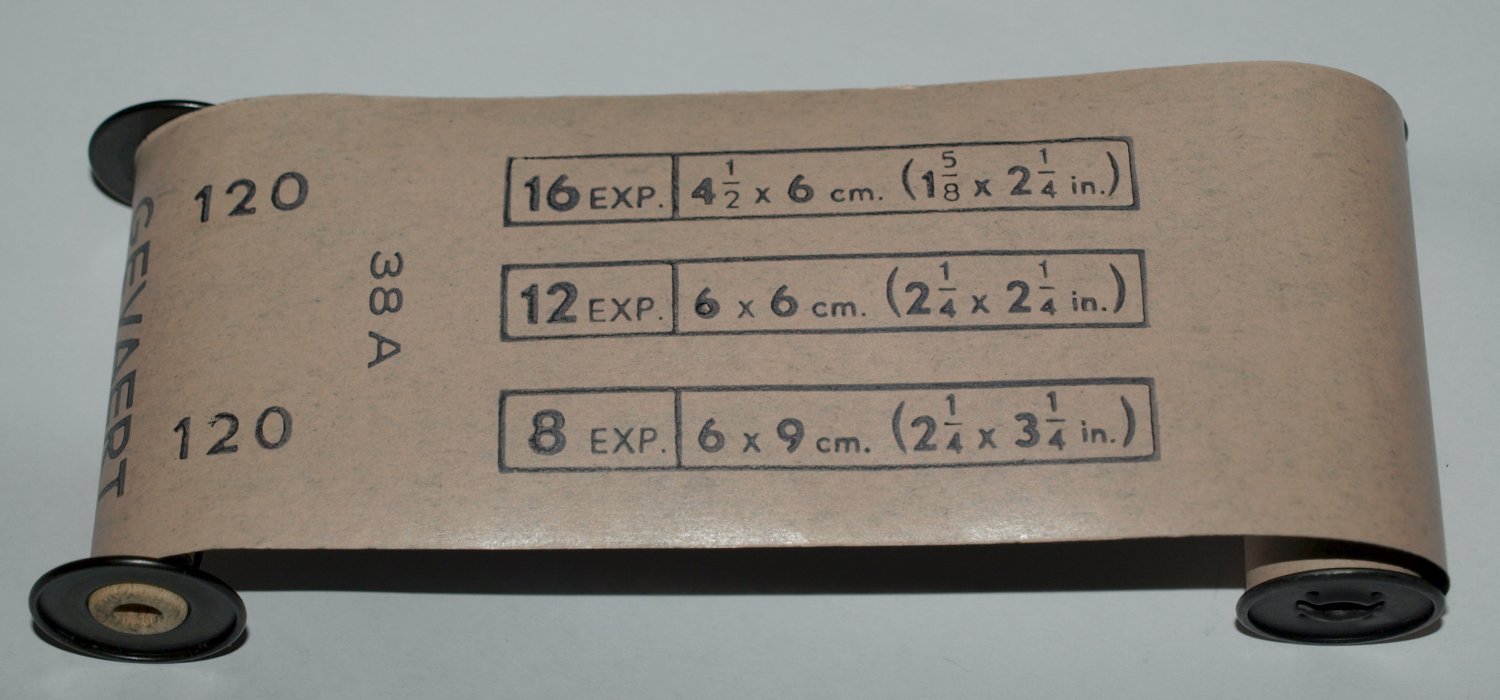 GEVAERT
120
120
38A
16 EXP. 4½ x 6 cm. (1⅝ x 2¼ in.)
12 EXP. 6 x 6 cm. (2¼ x 2¼ in.)
8 EXP. 6 x 9 cm. (2¼ x 3¼ in.)